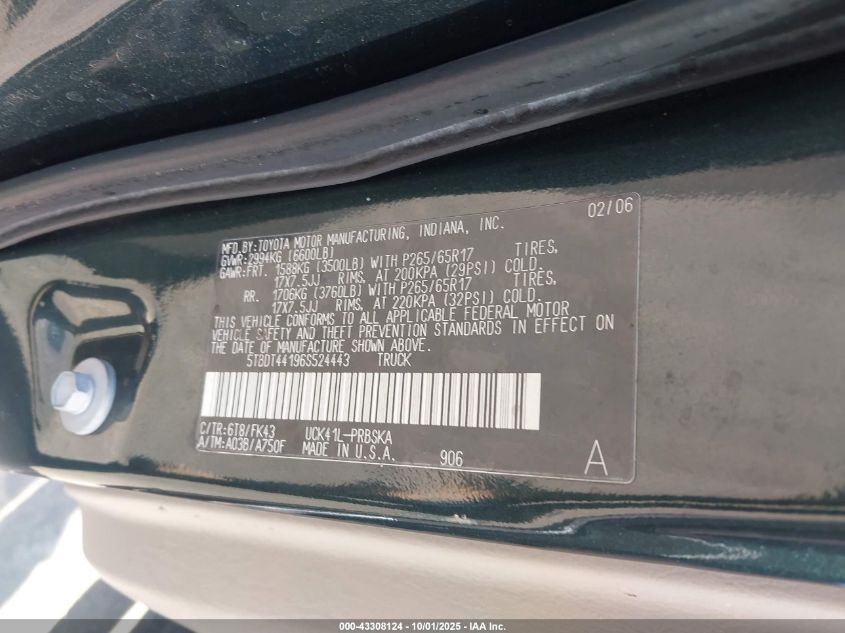 02/06
MFD.BY:TOYOTA MOTOR MANUFACTURING, INDIANA, INC.
GVWR:2994KG (6600LB)
GAWR:FRT. 1588KG (3500LB) WITH P265/65R17 TIRES,
17X7.5JJ RIMS, AT 200KPA (29PSI) COLD.
RR. 1706KG (3760LB) WITH P265/65R17 TIRES,
17X7.5JJ RIMS, AT 220KPA (32PSI) COLD.
THIS VEHICLE CONFORMS TO ALL APPLICABLE FEDERAL MOTOR
VEHICLE SAFETY AND THEFT PREVENTION STANDARDS IN EFFECT ON
THE DATE OF MANUFACTURE SHOWN ABOVE.
5TBDT44196S524443 TRUCK
C/TR:6T8/FK43 UCK41L-PRBSKA
A/TM:A03B/A750F MADE IN U.S.A. 906 A
000-43308124 - 10/01/2025 - IAA Inc.